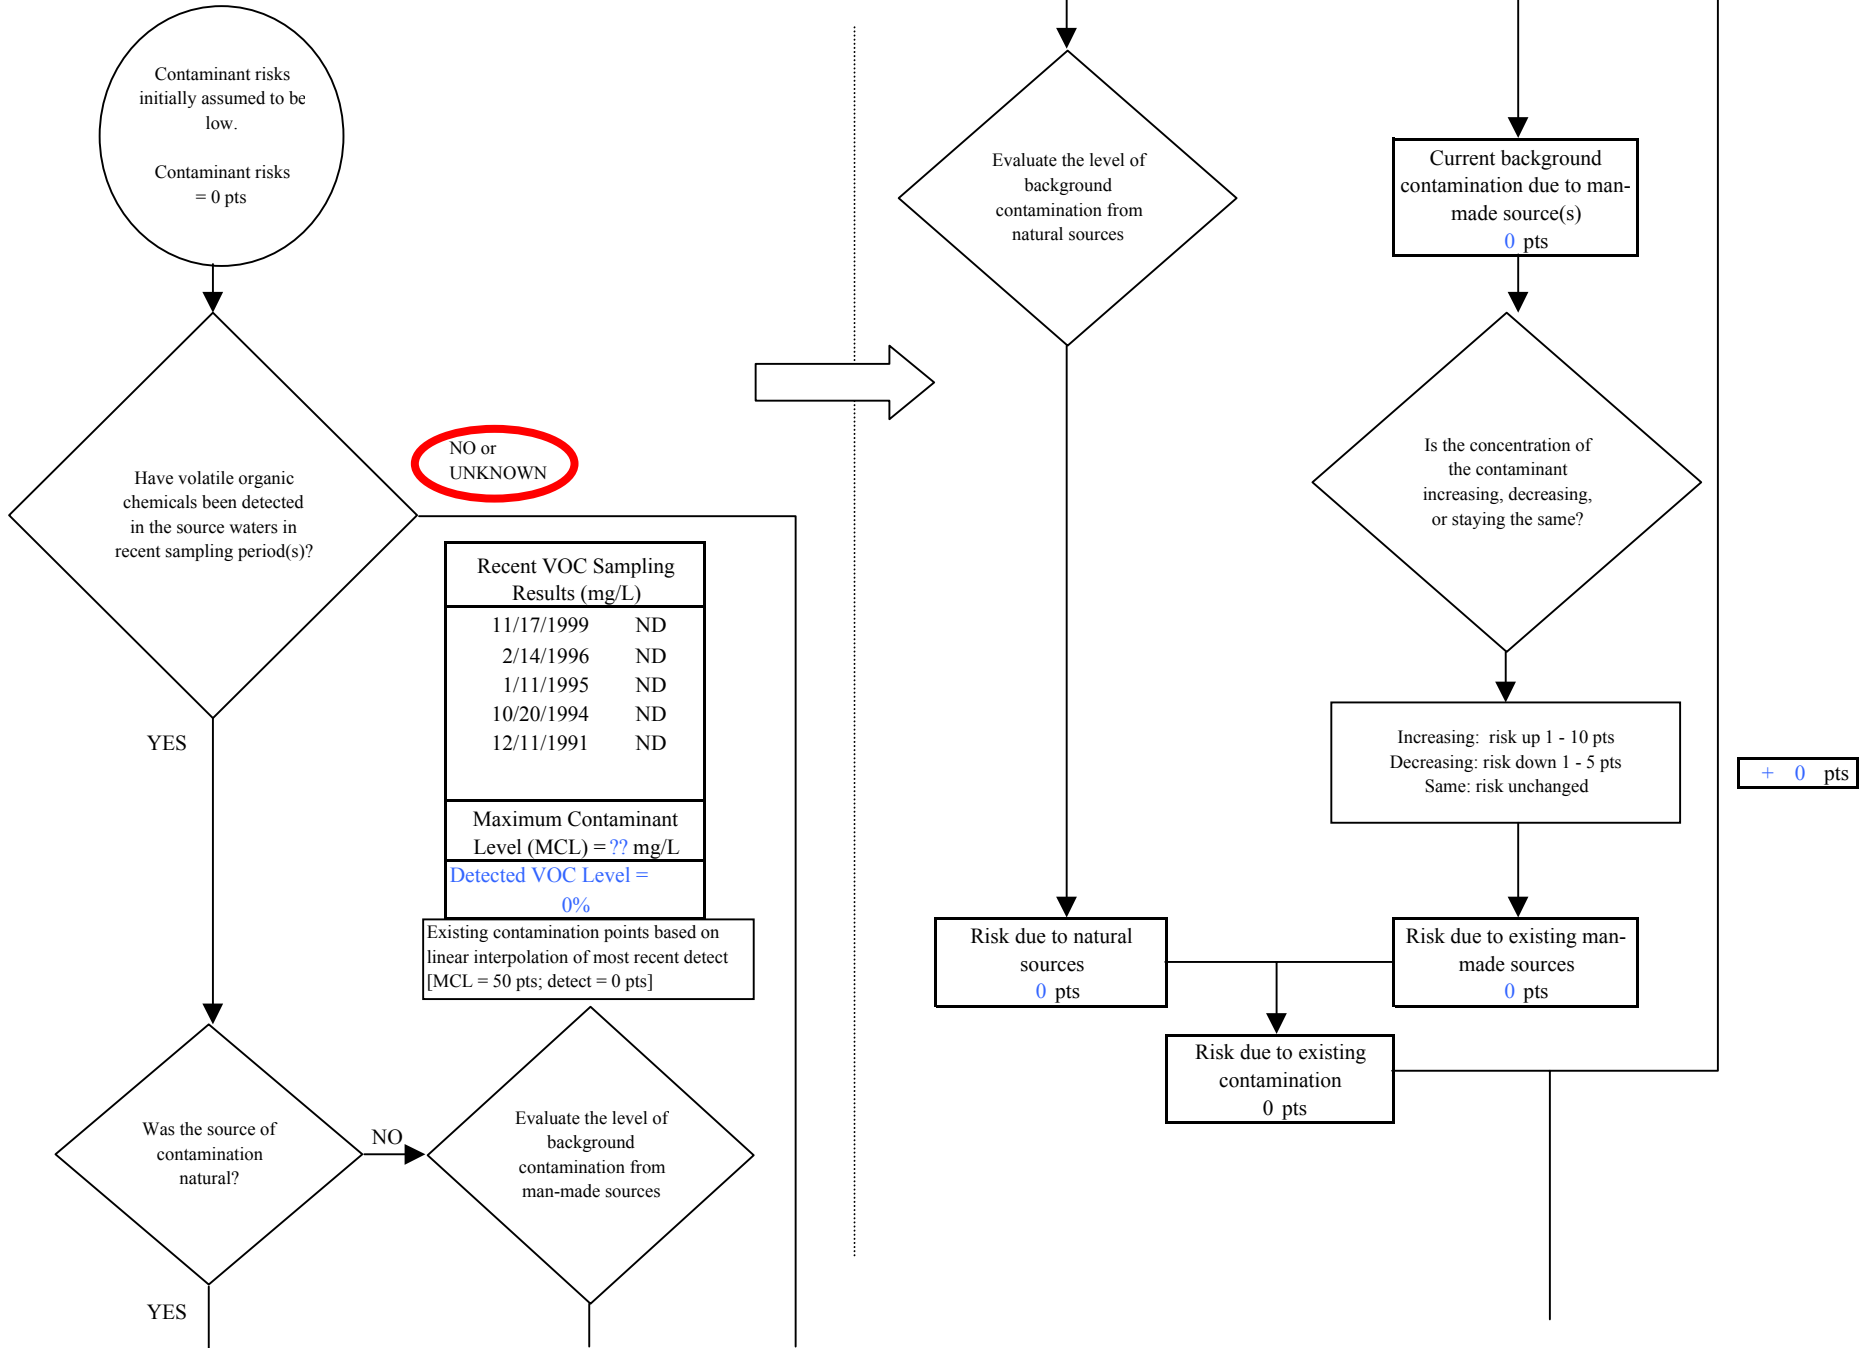 Contaminant risks
initially assumed to be
low.
Contaminant risks
= 0 pts
Have volatile organic
chemicals been detected
in the source waters in
recent sampling period(s)?
NO or
UNKNOWN
YES
Recent VOC Sampling
Results (mg/L)
11/17/1999 ND
2/14/1996 ND
1/11/1995 ND
10/20/1994 ND
12/11/1991 ND
Maximum Contaminant
Level (MCL) = ?? mg/L
Detected VOC Level =
0%
Existing contamination points based on
linear interpolation of most recent detect
[MCL = 50 pts; detect = 0 pts]
Was the source of
contamination
natural?
NO
YES
Evaluate the level of
background
contamination from
man-made sources
Evaluate the level of
background
contamination from
natural sources
Current background
contamination due to man-
made source(s)
0 pts
Is the concentration of
the contaminant
increasing, decreasing,
or staying the same?
Increasing: risk up 1 - 10 pts
Decreasing: risk down 1 - 5 pts
Same: risk unchanged
+ 0 pts
Risk due to natural
sources
0 pts
Risk due to existing man-
made sources
0 pts
Risk due to existing
contamination
0 pts